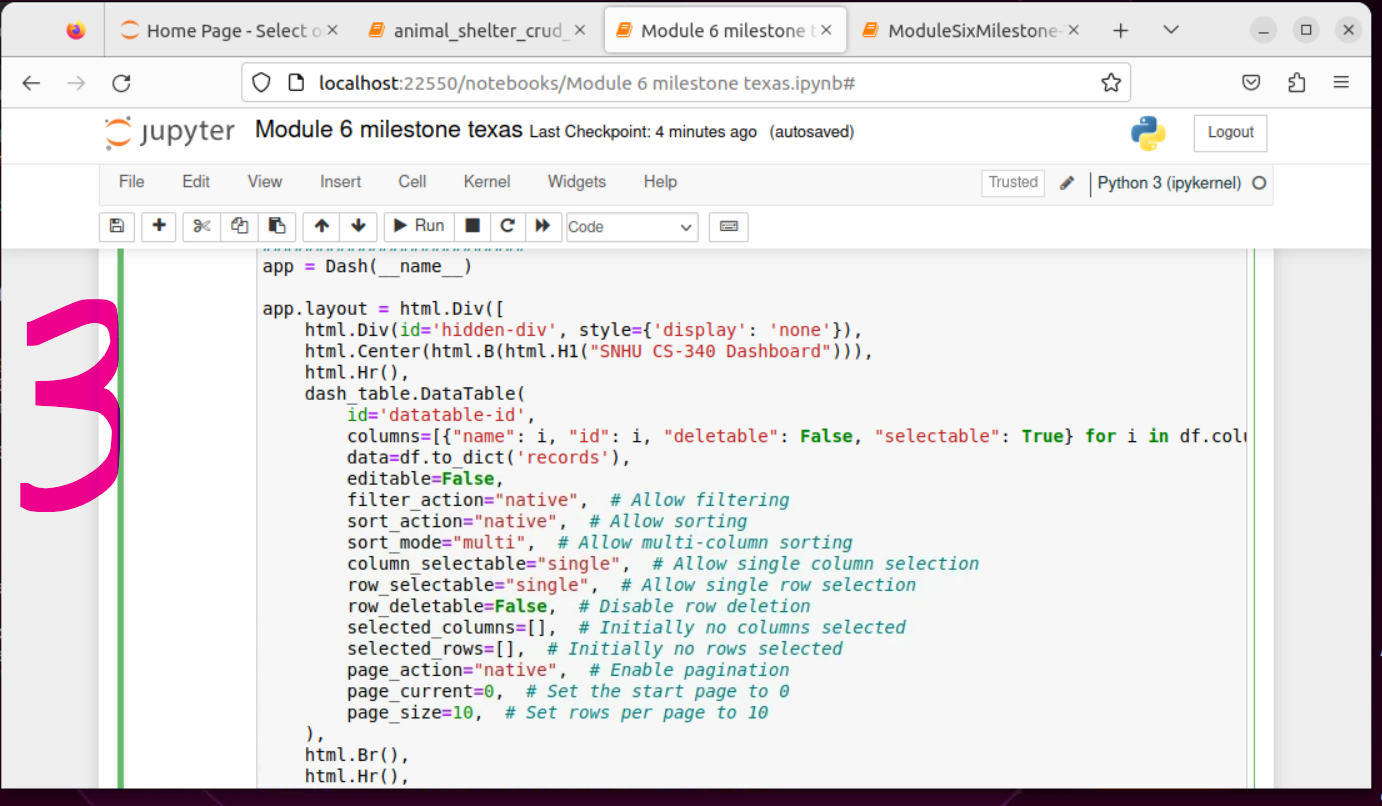 Home Page - Select o
animal_shelter_crud_
Module 6 milestone t
ModuleSixMilestone-
localhost:22550/notebooks/Module 6 milestone texas.ipynb#
jupyter Module 6 milestone texas Last Checkpoint: 4 minutes ago (autosaved)
Logout
File Edit View Insert Cell Kernel Widgets Help
Trusted
Python 3 (ipykernel)
Run
Code
3
app = Dash(__name__)
app.layout = html.Div([
    html.Div(id='hidden-div', style={'display': 'none'}),
    html.Center(html.B(html.H1("SNHU CS-340 Dashboard"))),
    html.Hr(),
    dash_table.DataTable(
        id='datatable-id',
        columns=[{"name": i, "id": i, "deletable": False, "selectable": True} for i in df.colu
        data=df.to_dict('records'),
        editable=False,
        filter_action="native",  # Allow filtering
        sort_action="native",  # Allow sorting
        sort_mode="multi",  # Allow multi-column sorting
        column_selectable="single",  # Allow single column selection
        row_selectable="single",  # Allow single row selection
        row_deletable=False,  # Disable row deletion
        selected_columns=[],  # Initially no columns selected
        selected_rows=[],  # Initially no rows selected
        page_action="native",  # Enable pagination
        page_current=0,  # Set the start page to 0
        page_size=10,  # Set rows per page to 10
    ),
    html.Br(),
    html.Hr(),